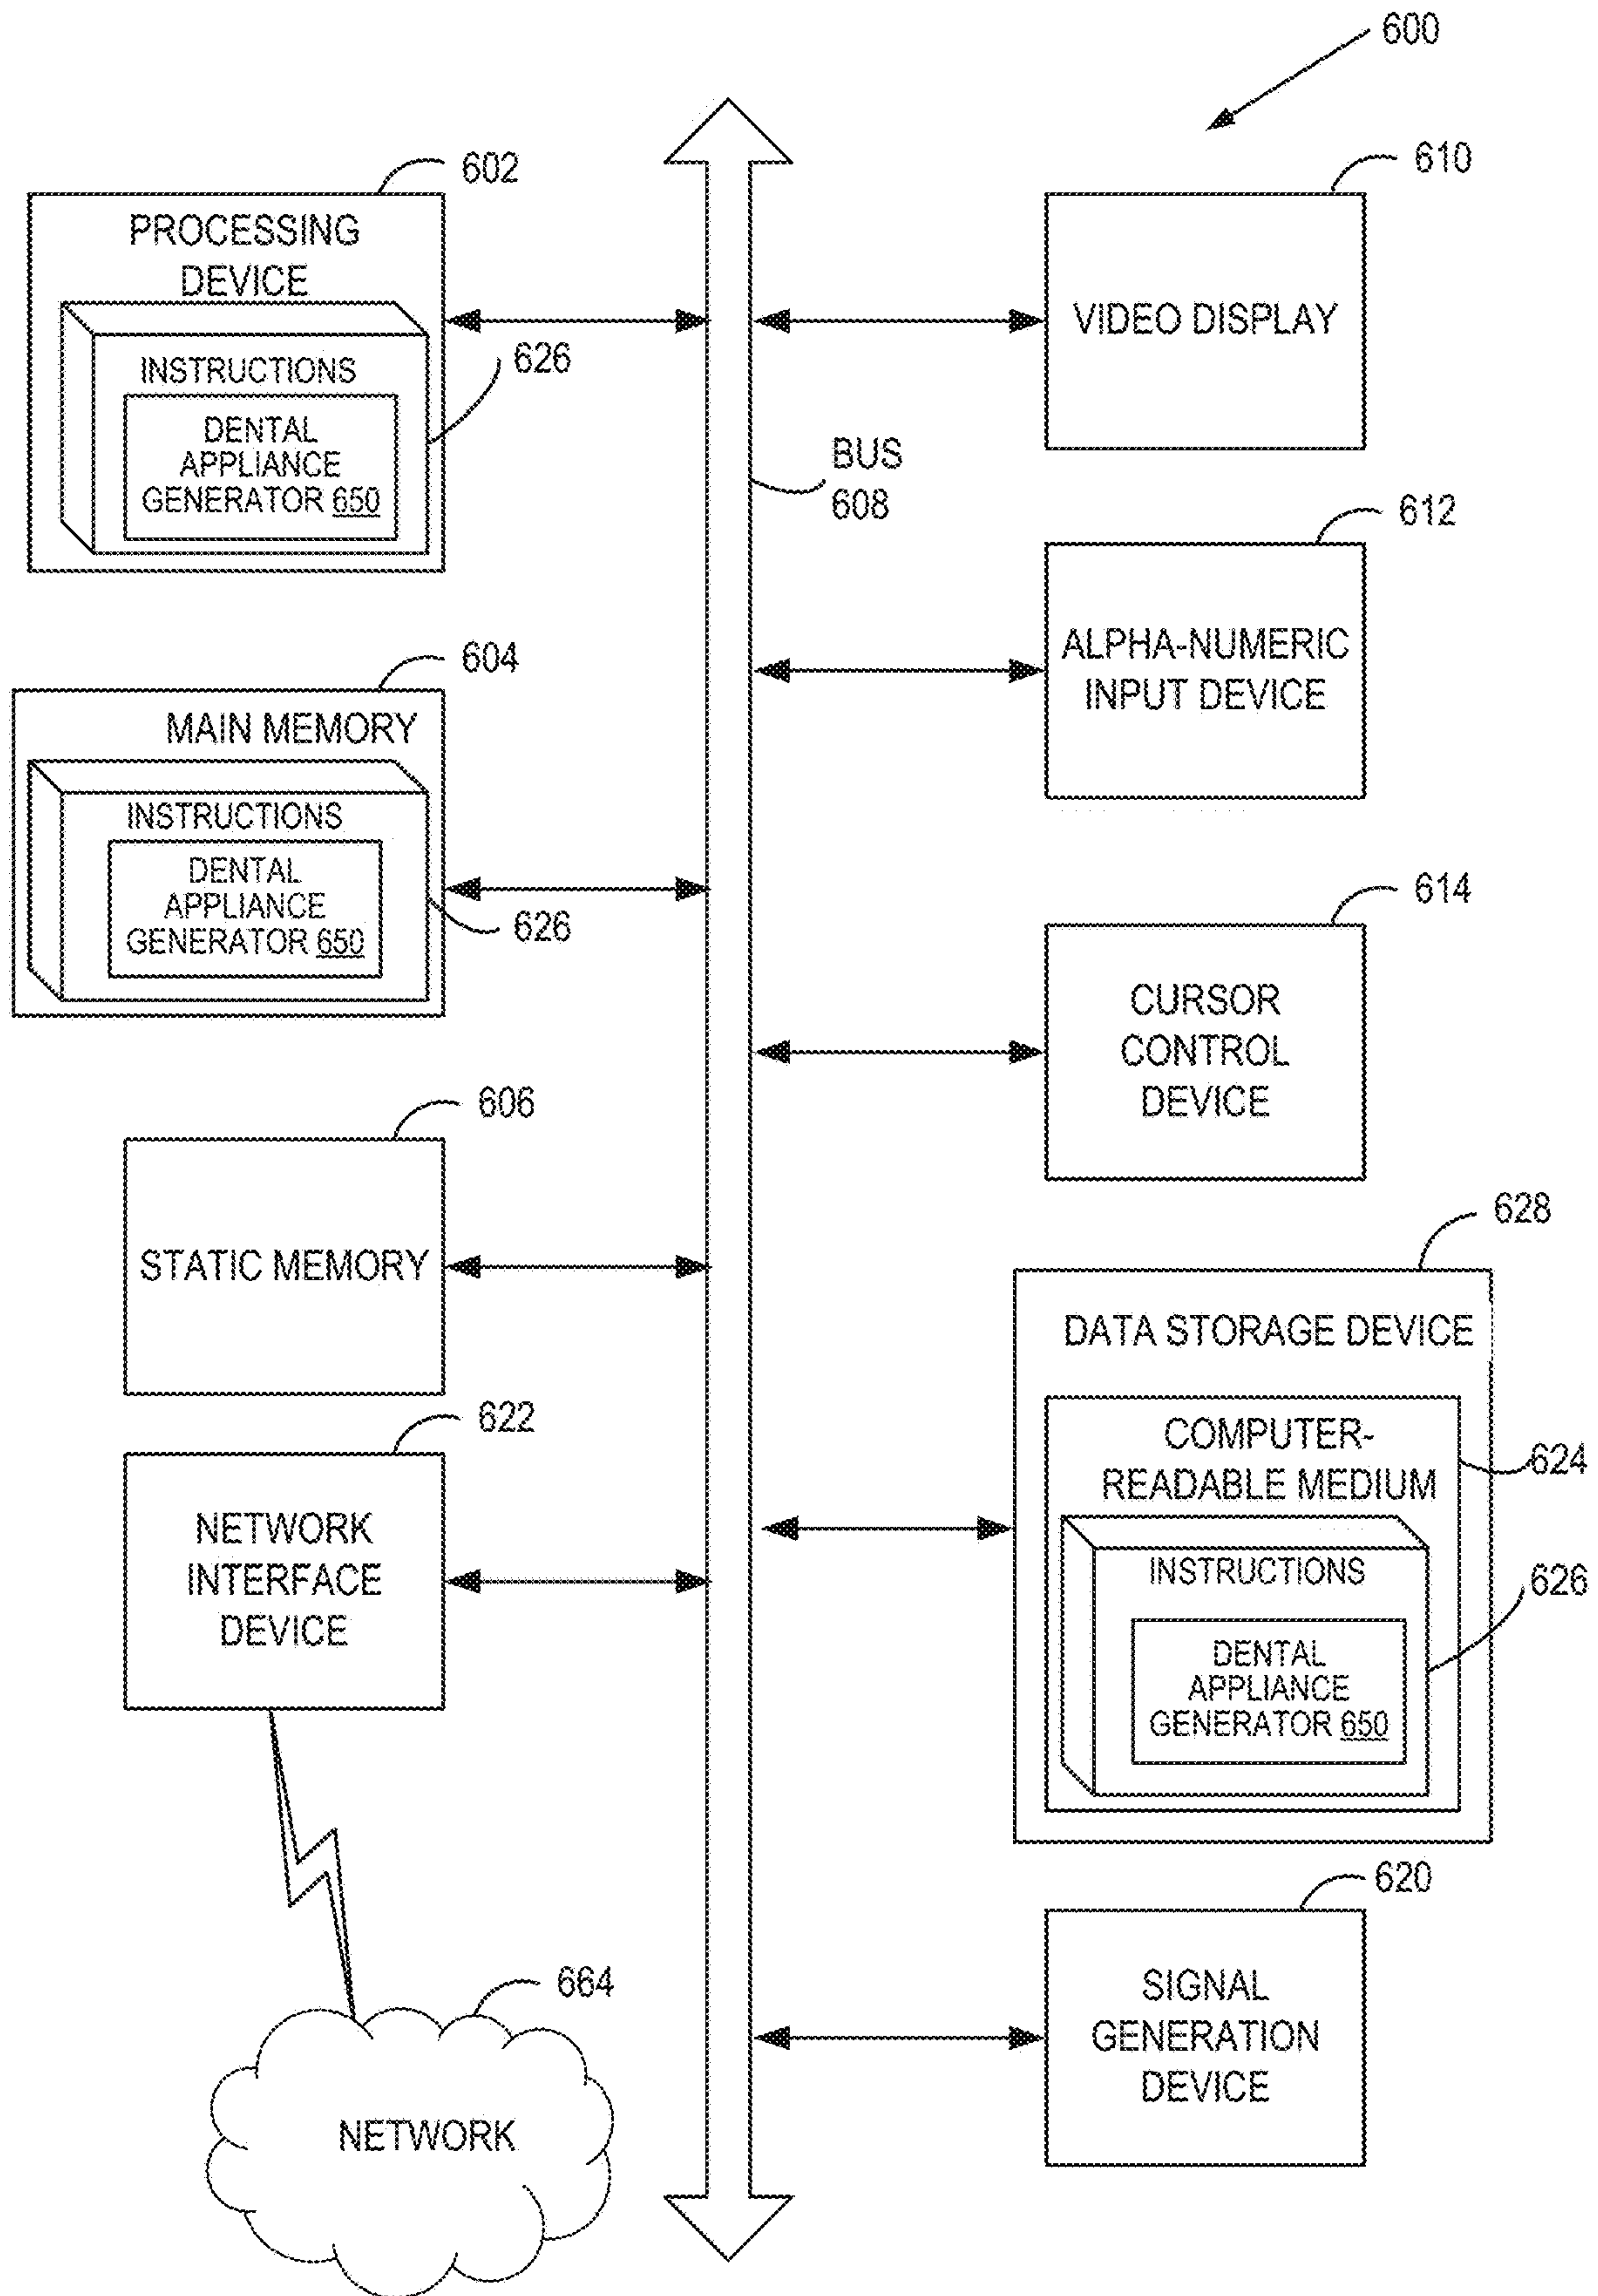 600
602
PROCESSING
DEVICE
INSTRUCTIONS
DENTAL
APPLIANCE
GENERATOR 650
626
604
MAIN MEMORY
INSTRUCTIONS
DENTAL
APPLIANCE
GENERATOR 650
626
606
STATIC MEMORY
622
NETWORK
INTERFACE
DEVICE
664
NETWORK
BUS
608
610
VIDEO DISPLAY
612
ALPHA-NUMERIC
INPUT DEVICE
614
CURSOR
CONTROL
DEVICE
628
DATA STORAGE DEVICE
COMPUTER-
READABLE MEDIUM
624
INSTRUCTIONS
626
DENTAL
APPLIANCE
GENERATOR 650
620
SIGNAL
GENERATION
DEVICE